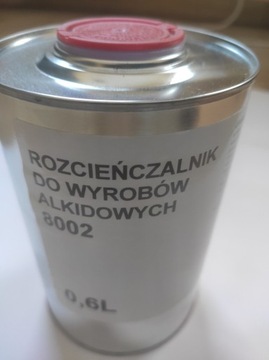 ROZCIEŃCZALNIK
DO WYROBÓW
ALKIDOWYCH
8002
0,6L